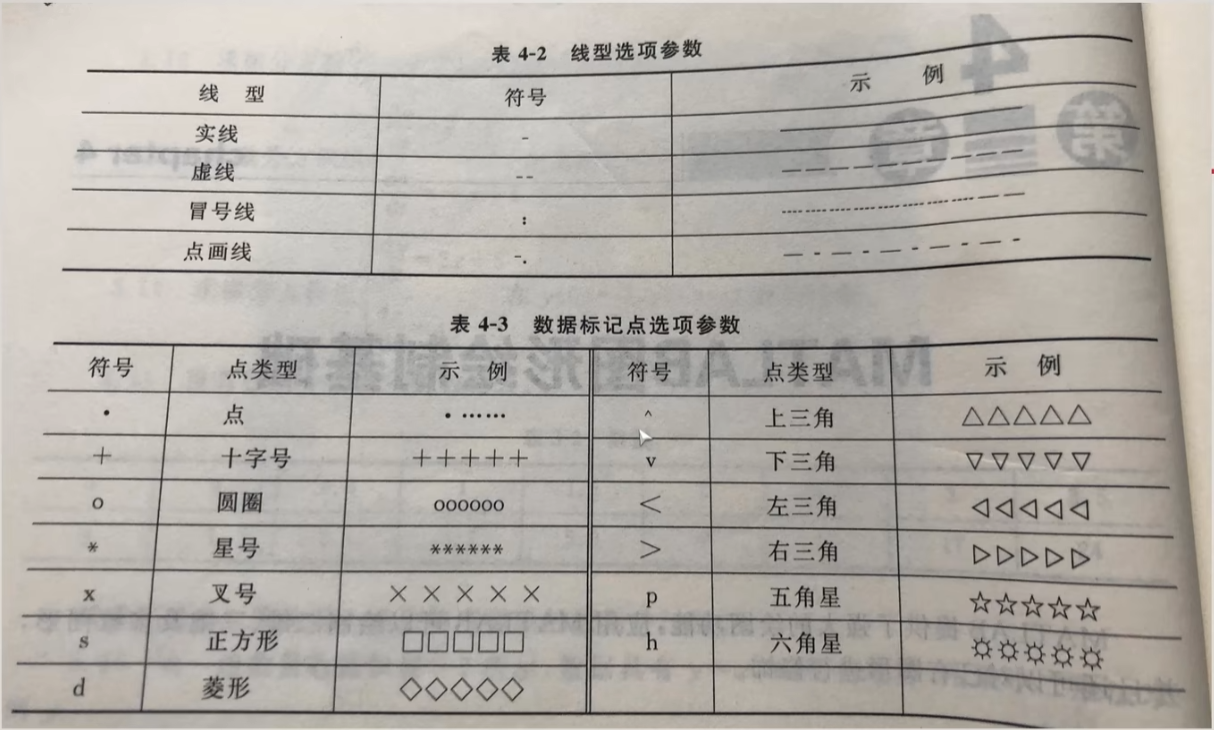 表 4-2 线型选项参数
线 型 符号 示 例
实线 -
虚线 --
冒号线 :
点画线 -.
表 4-3 数据标记点选项参数
符号 点类型 示 例 符号 点类型 示 例
· 点 · ······ ^ 上三角 △△△△△
+ 十字号 +++++ v 下三角 ▽▽▽▽▽
o 圆圈 oooooo < 左三角 ◁◁◁◁◁
* 星号 ****** > 右三角 ▷▷▷▷▷
x 叉号 ××××× p 五角星 ☆☆☆☆☆
s 正方形 □□□□□ h 六角星
d 菱形 ◇◇◇◇◇